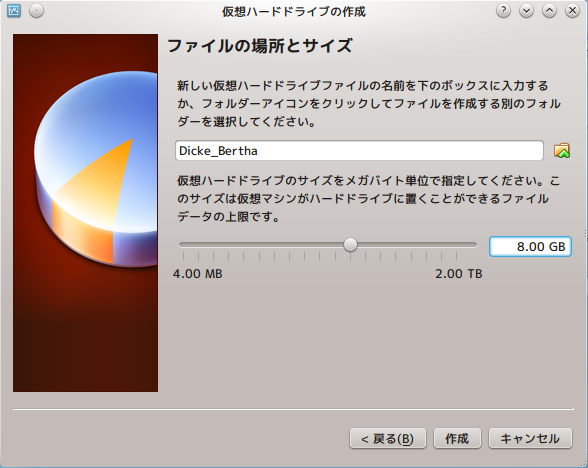 仮想ハードドライブの作成
ファイルの場所とサイズ
新しい仮想ハードドライブファイルの名前を下のボックスに入力する
か、フォルダーアイコンをクリックしてファイルを作成する別のフォル
ダーを選択してください。
Dicke_Bertha
仮想ハードドライブのサイズをメガバイト単位で指定してください。こ
のサイズは仮想マシンがハードドライブに置くことができるファイル
データの上限です。
8.00 GB
4.00 MB 2.00 TB
< 戻る(B) 作成 キャンセル